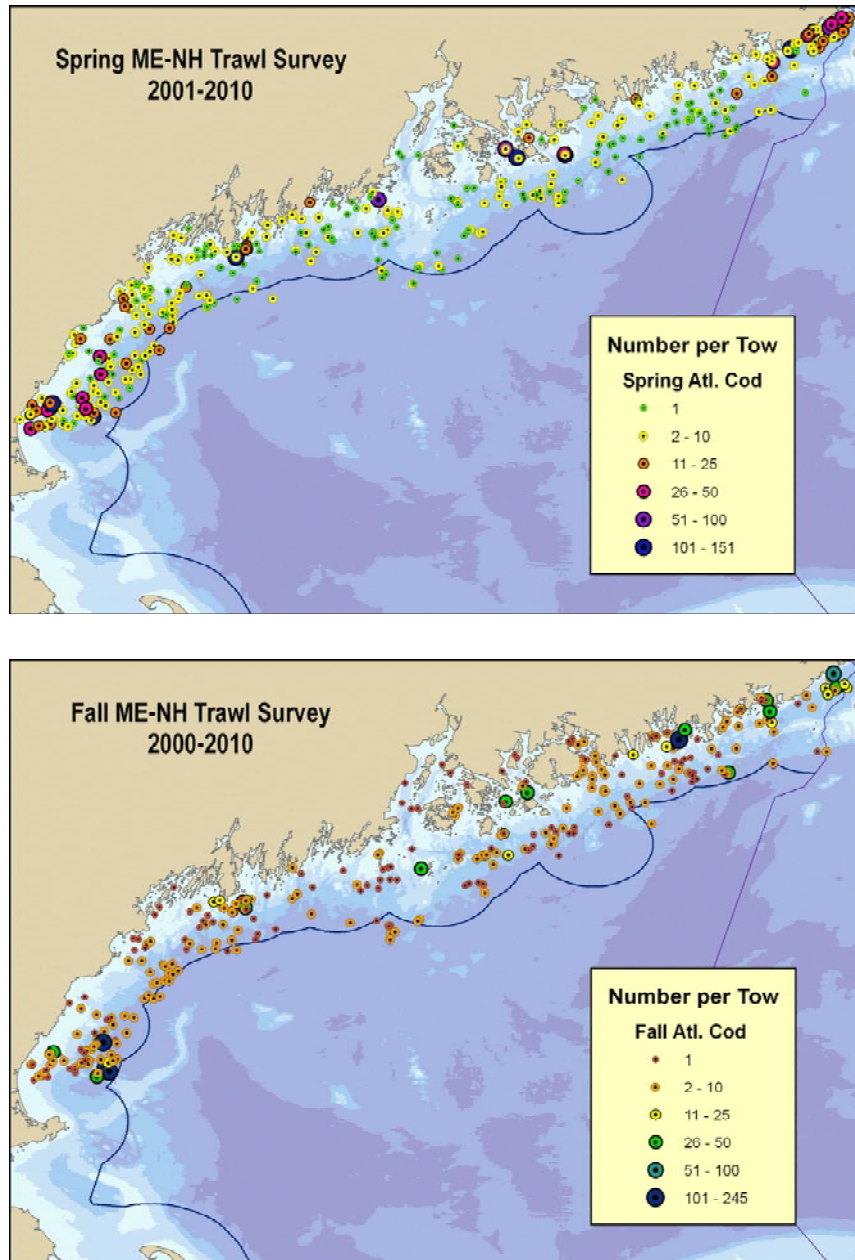 Spring ME-NH Trawl Survey
2001-2010
Number per Tow
Spring Atl. Cod
1
2 - 10
11 - 25
26 - 50
51 - 100
101 - 151
Fall ME-NH Trawl Survey
2000-2010
Number per Tow
Fall Atl. Cod
1
2 - 10
11 - 25
26 - 50
51 - 100
101 - 245